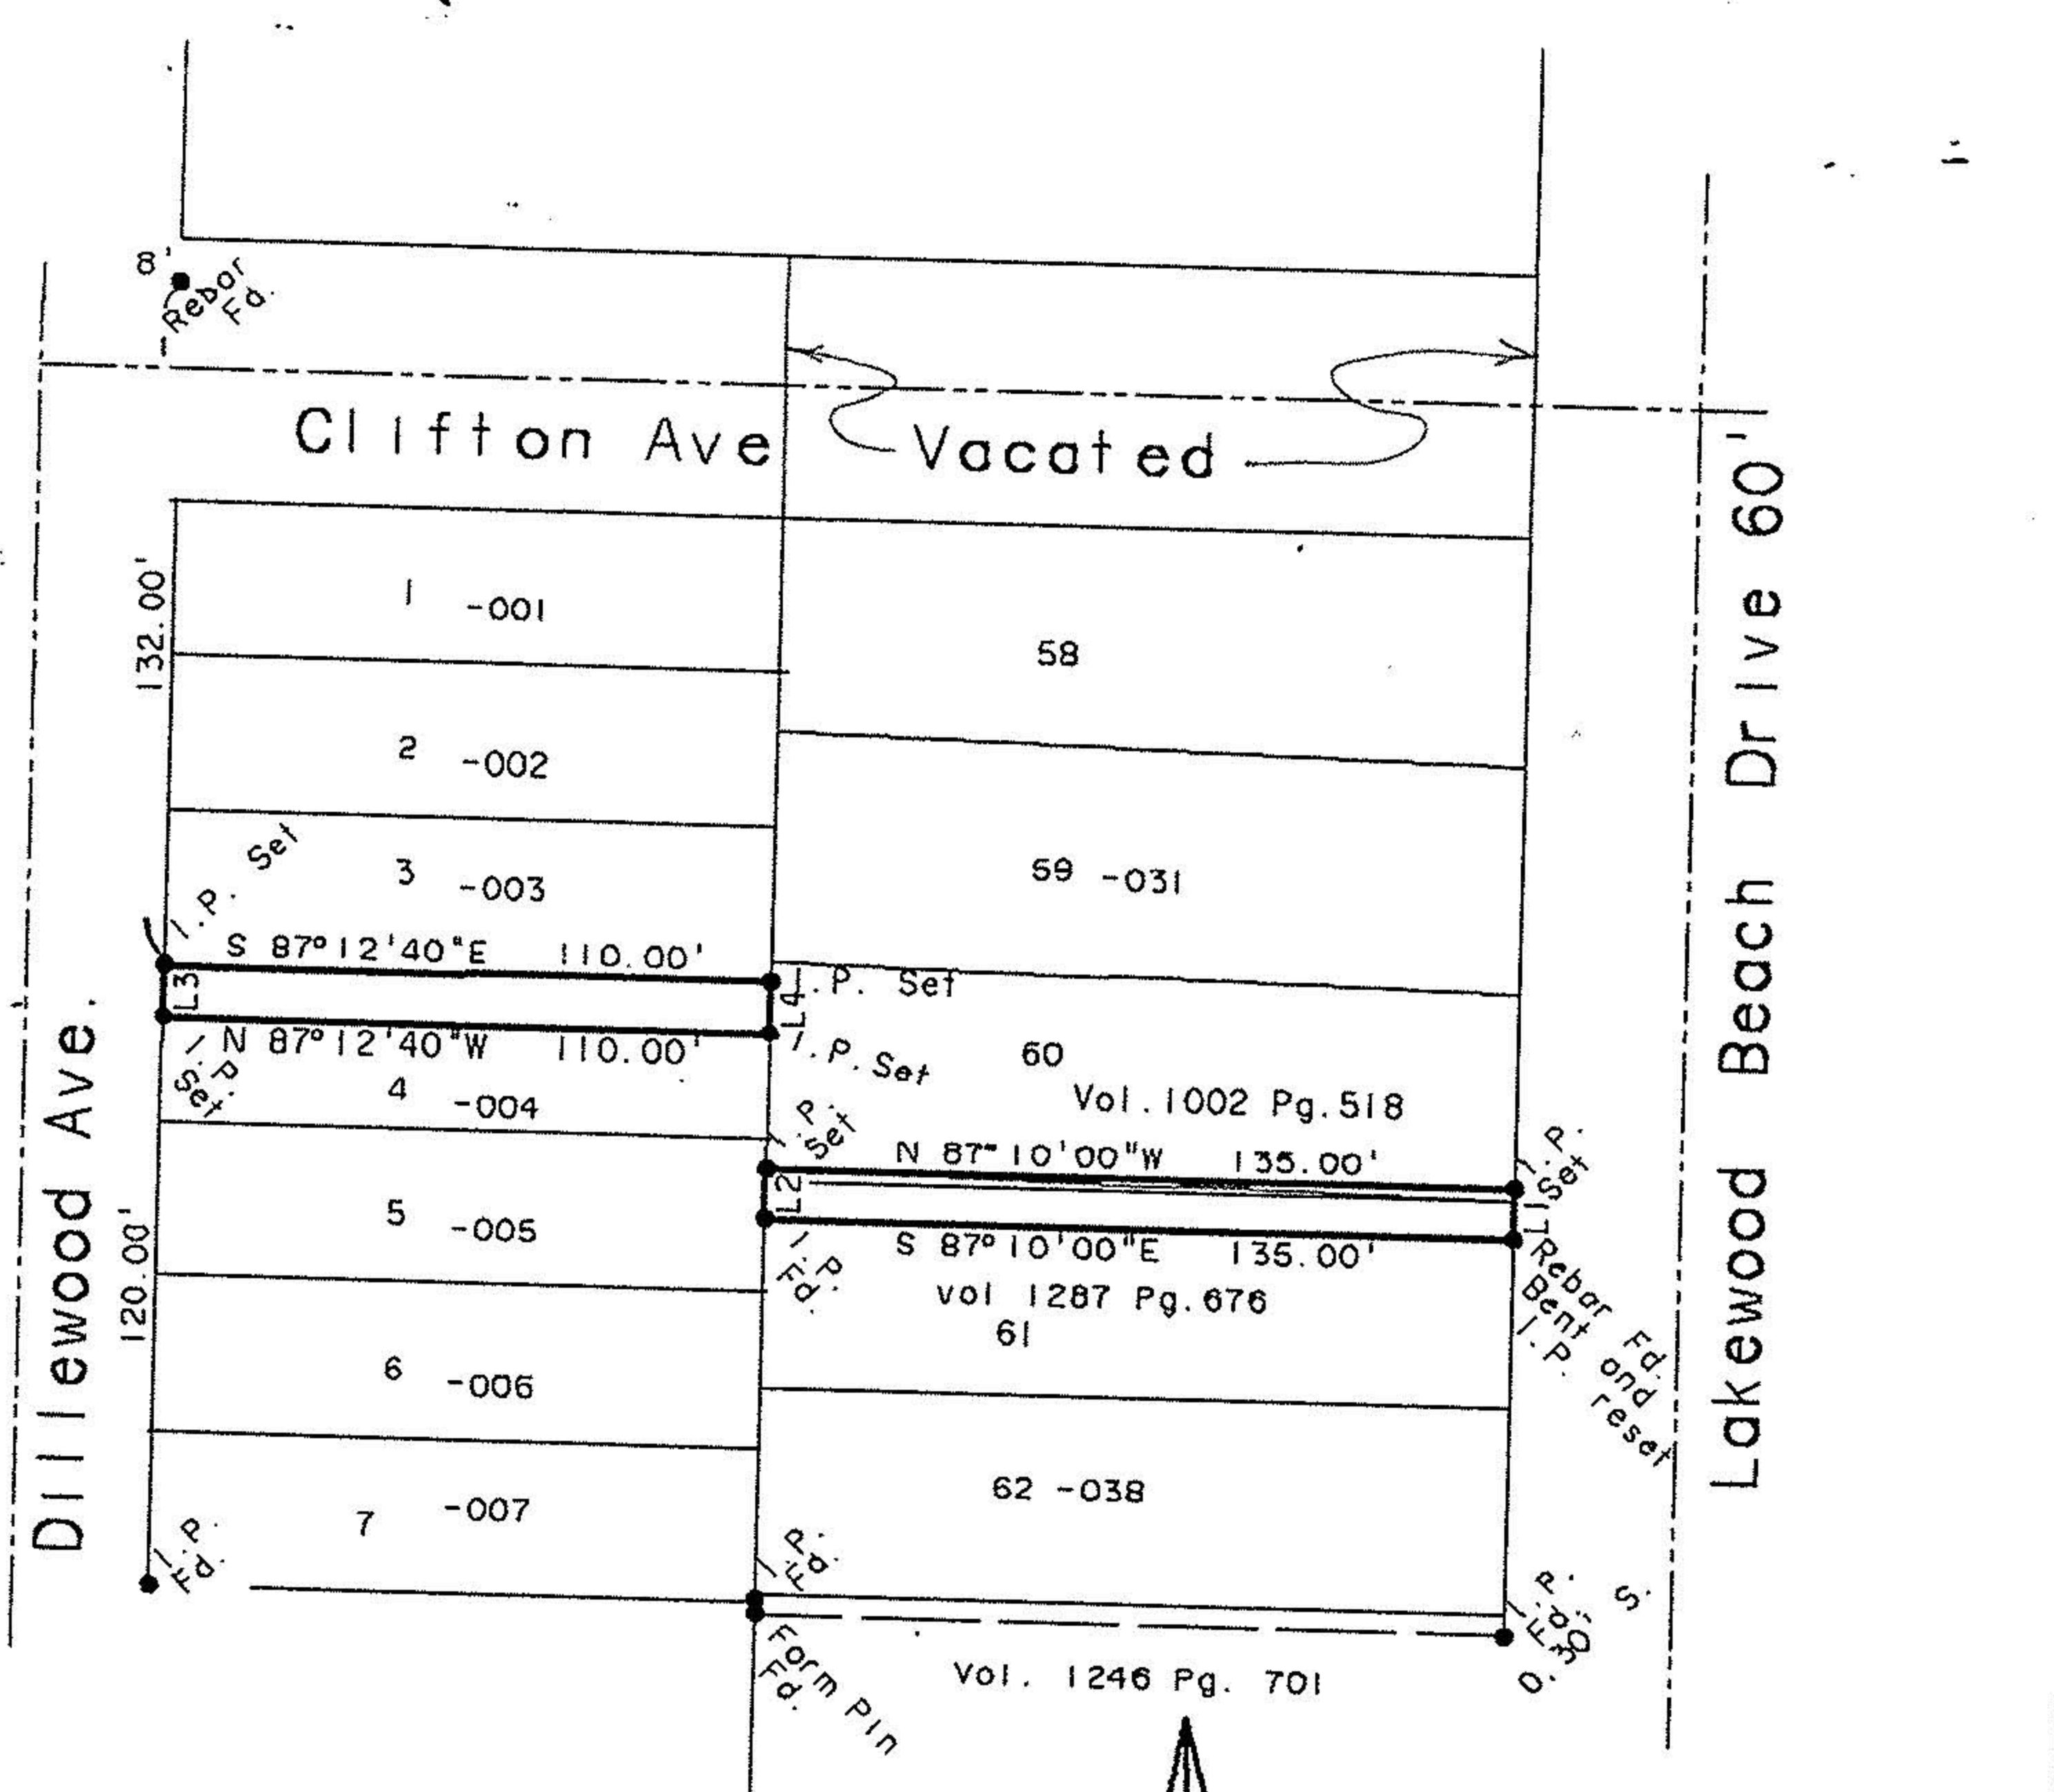 8'
Rebar
Fd.
Clifton Ave
Vacated
132.00'
1 -001
58
2 -002
3 -003
59 -031
I.P. Set
S 87°12'40"E 110.00'
L3
L4
I.P. Set
N 87°12'40"W 110.00'
I.P.
Set
I.P. Set
60
Vol. 1002 Pg. 518
4 -004
I.P.
Set
N 87-10'00"W 135.00'
I.P.
Set
L2
L1
5 -005
I.P.
Fd.
S 87°10'00"E 135.00'
vol 1287 Pg. 676
61
Rebar Fd.
Bent and
I.P. reset
120.00'
6 -006
62 -038
7 -007
I.P.
Fd.
I.P.
Fd.
I.P.
Fd.
0.30' S.
Form Pin
Fd.
Vol. 1246 Pg. 701
Dillewood Ave.
Lakewood Beach Drive 60'